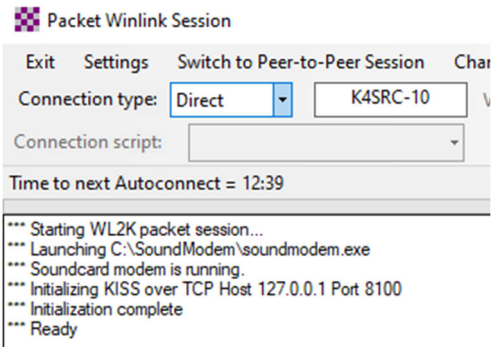 Packet Winlink Session
Exit Settings Switch to Peer-to-Peer Session
Connection type: Direct K4SRC-10
Connection script:
Time to next Autoconnect = 12:39
*** Starting WL2K packet session...
*** Launching C:\SoundModem\soundmodem.exe
*** Soundcard modem is running.
*** Initializing KISS over TCP Host 127.0.0.1 Port 8100
*** Initialization complete
*** Ready